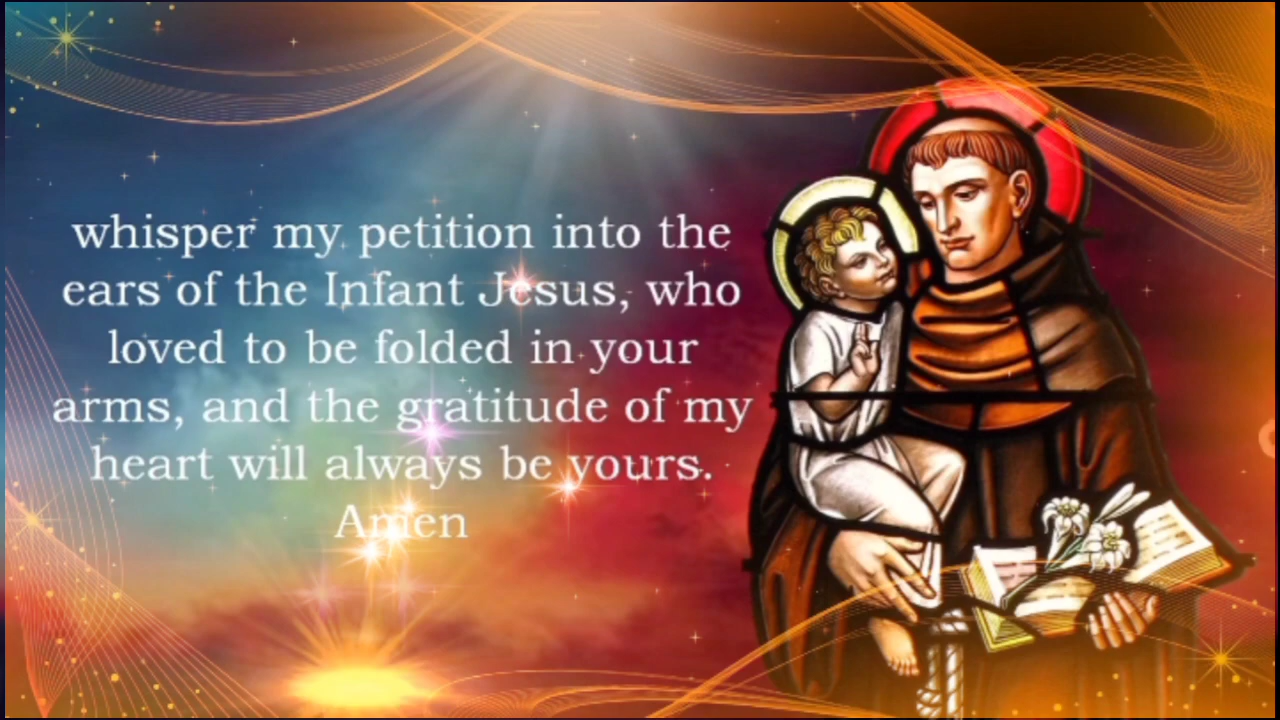 whisper my petition into the
ears of the Infant Jesus, who
loved to be folded in your
arms, and the gratitude of my
heart will always be yours.
Amen